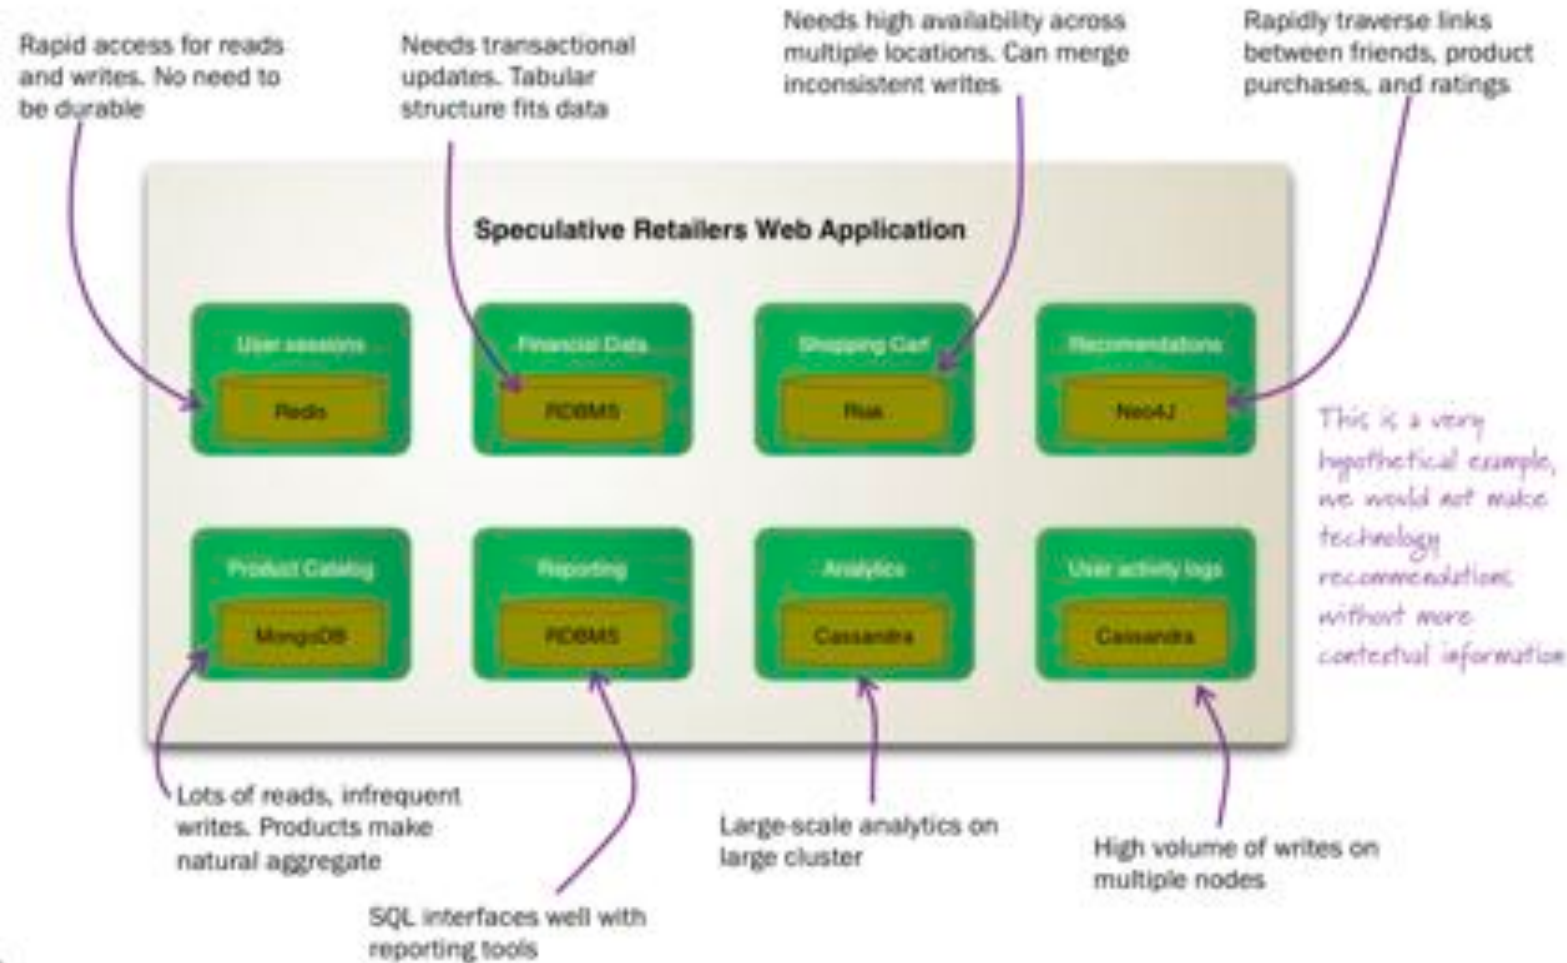 Rapid access for reads
and writes. No need to
be durable
Needs transactional
updates. Tabular
structure fits data
Needs high availability across
multiple locations. Can merge
inconsistent writes
Rapidly traverse links
between friends, product
purchases, and ratings
Speculative Retailers Web Application
User sessions
Redis
Financial Data
RDBMS
Shopping Cart
Riak
Recomendations
Neo4J
This is a very
hypothetical example,
we would not make
technology
recommendations
without more
contextual information
Product Catalog
MongoDB
Reporting
RDBMS
Analytics
Cassandra
User activity logs
Cassandra
Lots of reads, infrequent
writes. Products make
natural aggregate
SQL interfaces well with
reporting tools
Large-scale analytics on
large cluster
High volume of writes on
multiple nodes